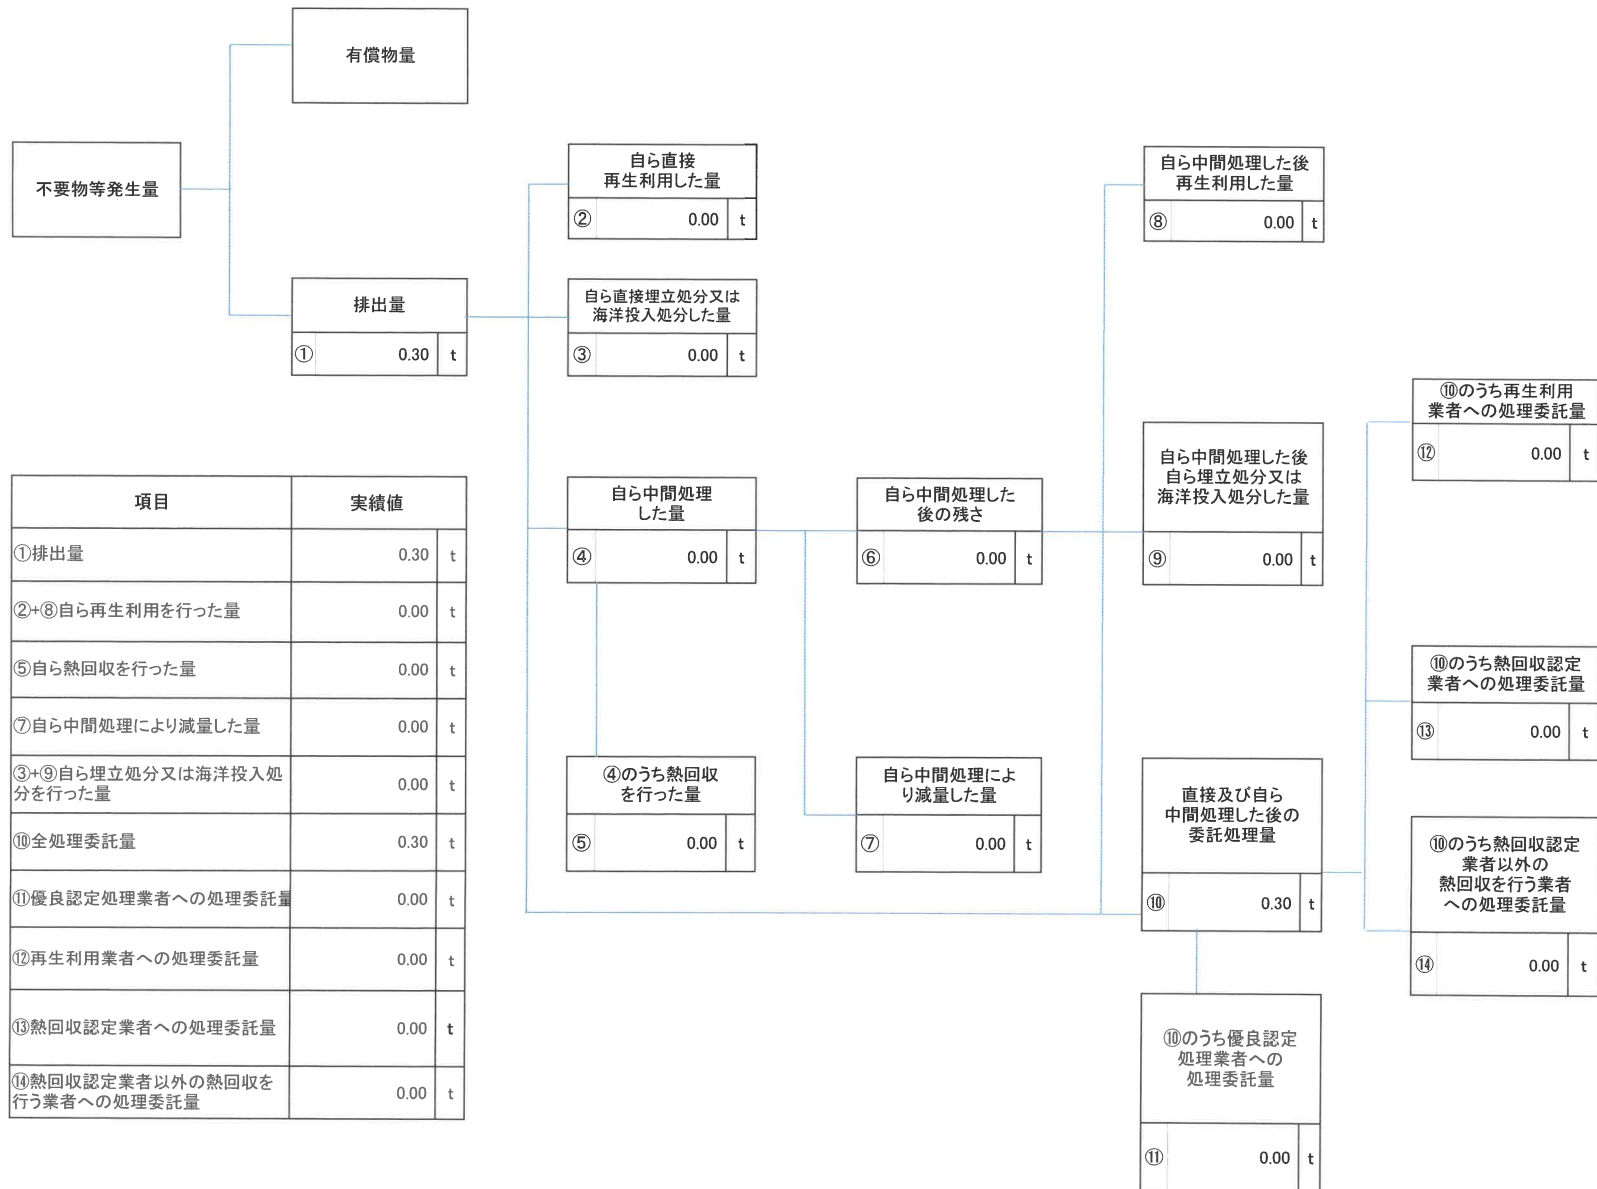 有償物量
不要物等発生量
排出量
① 0.30 t
自ら直接
再生利用した量
② 0.00 t
自ら直接埋立処分又は
海洋投入処分した量
③ 0.00 t
自ら中間処理
した量
④ 0.00 t
④のうち熱回収
を行った量
⑤ 0.00 t
自ら中間処理した
後の残さ
⑥ 0.00 t
自ら中間処理によ
り減量した量
⑦ 0.00 t
自ら中間処理した後
再生利用した量
⑧ 0.00 t
自ら中間処理した後
自ら埋立処分又は
海洋投入処分した量
⑨ 0.00 t
直接及び自ら
中間処理した後の
委託処理量
⑩ 0.30 t
⑩のうち優良認定
処理業者への
処理委託量
⑪ 0.00 t
⑩のうち再生利用
業者への処理委託量
⑫ 0.00 t
⑩のうち熱回収認定
業者への処理委託量
⑬ 0.00 t
⑩のうち熱回収認定
業者以外の
熱回収を行う業者
への処理委託量
⑭ 0.00 t
項目 実績値
①排出量 0.30 t
②+⑧自ら再生利用を行った量 0.00 t
⑤自ら熱回収を行った量 0.00 t
⑦自ら中間処理により減量した量 0.00 t
③+⑨自ら埋立処分又は海洋投入処
分を行った量 0.00 t
⑩全処理委託量 0.30 t
⑪優良認定処理業者への処理委託量 0.00 t
⑫再生利用業者への処理委託量 0.00 t
⑬熱回収認定業者への処理委託量 0.00 t
⑭熱回収認定業者以外の熱回収を
行う業者への処理委託量 0.00 t